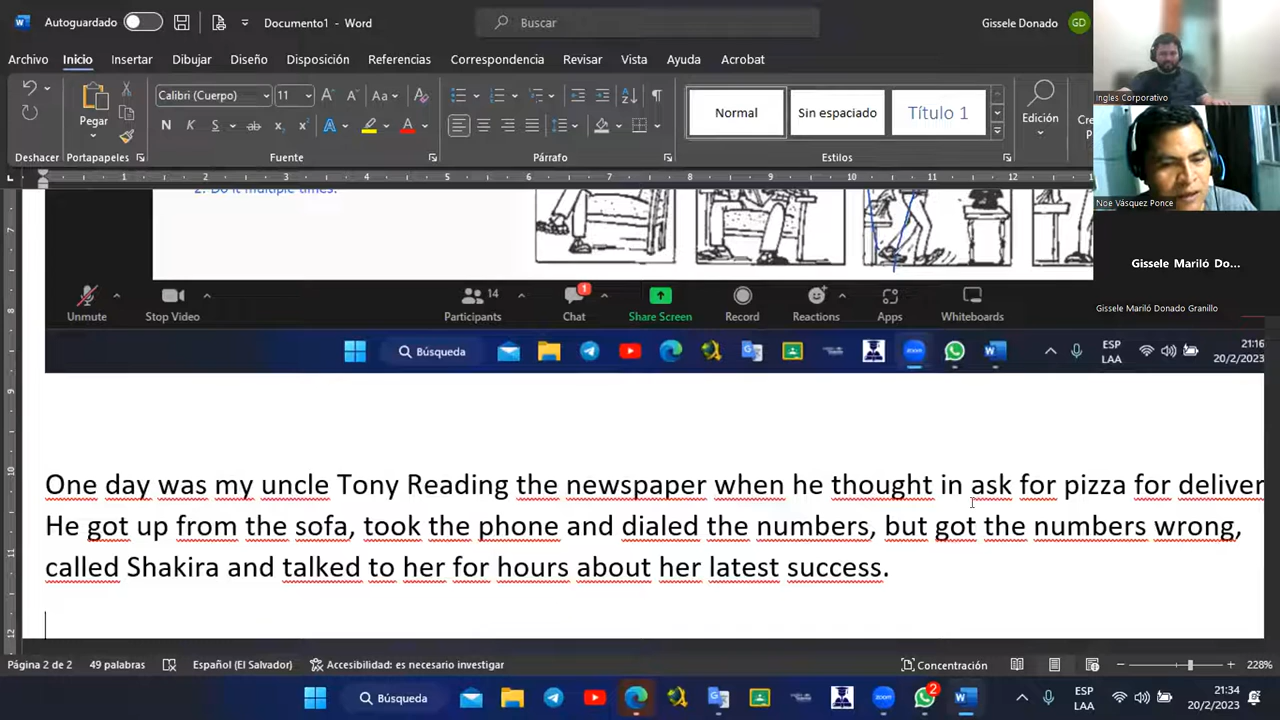 Autoguardado
Documento1 - Word
Buscar
Gissele Donado
GD
Archivo Inicio Insertar Dibujar Diseño Disposición Referencias Correspondencia Revisar Vista Ayuda Acrobat
Calibri (Cuerpo) 11
Pegar
Normal
Sin espaciado
Título 1
Edición
Deshacer Portapapeles Fuente Párrafo Estilos
Ingles Corporativo
Noe Vásquez Ponce
Gissele Mariló Do...
Gissele Mariló Donado Granillo
2. Do it multiple times.
14
1
Unmute Stop Video Participants Chat Share Screen Record Reactions Apps Whiteboards
Búsqueda
ESP
LAA
21:16
20/2/2023
One day was my uncle Tony Reading the newspaper when he thought in ask for pizza for deliver
He got up from the sofa, took the phone and dialed the numbers, but got the numbers wrong,
called Shakira and talked to her for hours about her latest success.
Página 2 de 2 49 palabras Español (El Salvador) Accesibilidad: es necesario investigar Concentración 228%
Búsqueda
2
ESP
LAA
21:34
20/2/2023